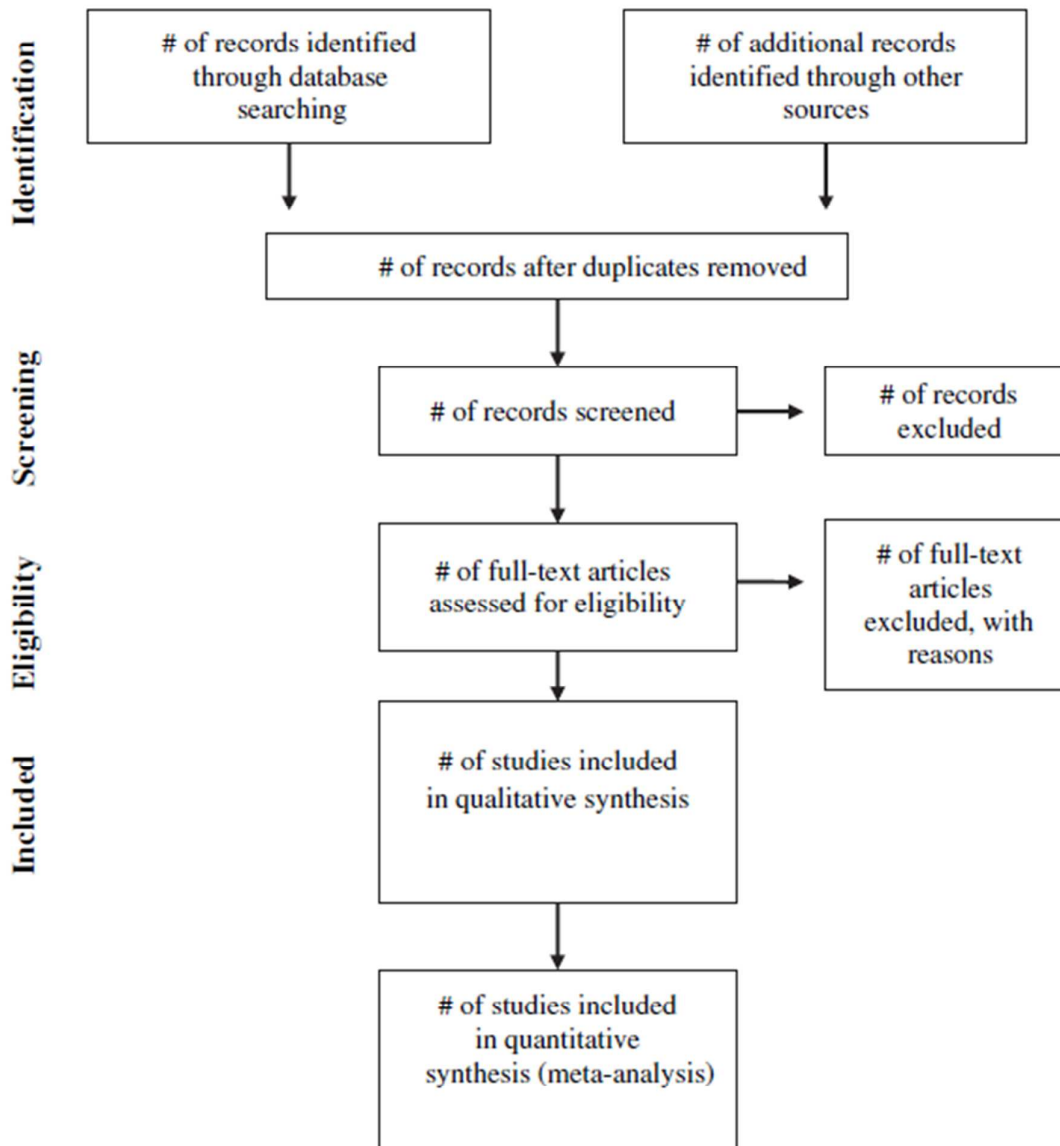 Identification
# of records identified
through database
searching
# of additional records
identified through other
sources
# of records after duplicates removed
Screening
# of records screened
# of records
excluded
Eligibility
# of full-text articles
assessed for eligibility
# of full-text
articles
excluded, with
reasons
Included
# of studies included
in qualitative synthesis
# of studies included
in quantitative
synthesis (meta-analysis)